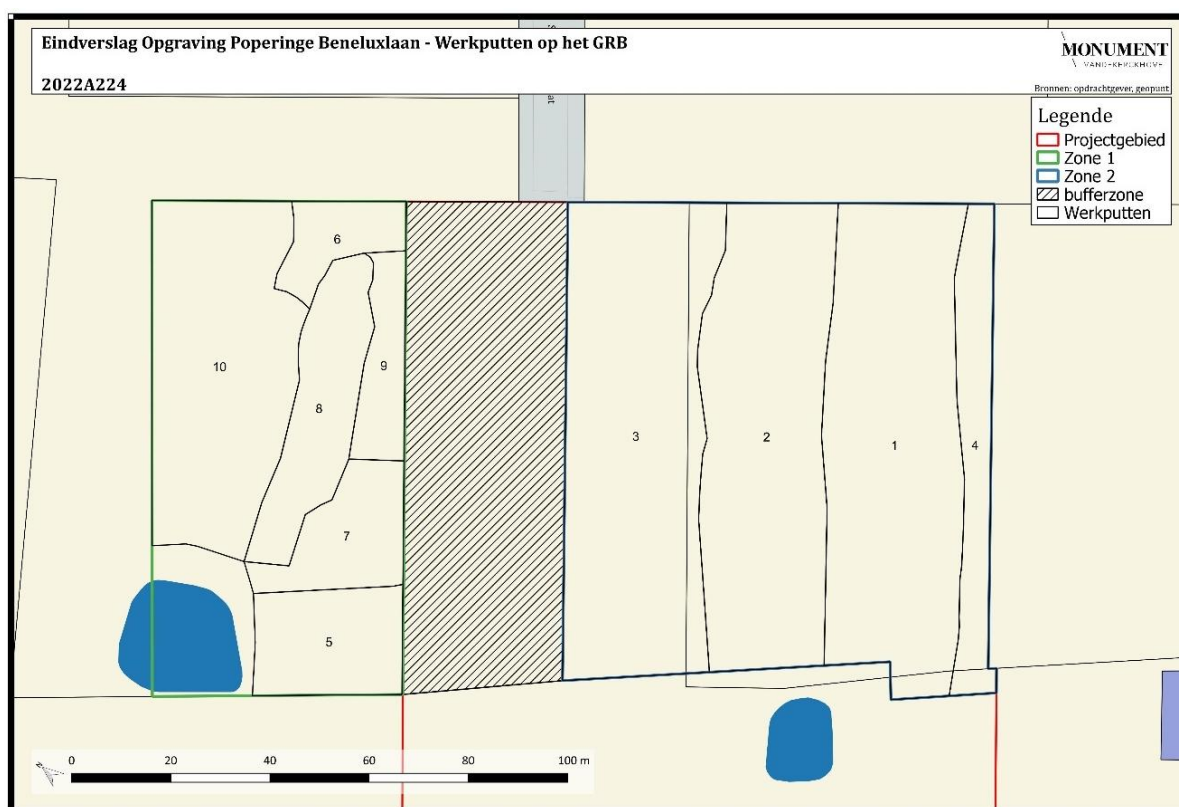 Eindverslag Opgraving Poperinge Beneluxlaan - Werkputten op het GRB
2022A224
MONUMENT
VANDEKERCKHOVE
Bronnen: opdrachtgever, geopunt
Legende
Projectgebied
Zone 1
Zone 2
bufferzone
Werkputten
6
10
9
8
3
2
1
4
7
5
0 20 40 60 80 100 m